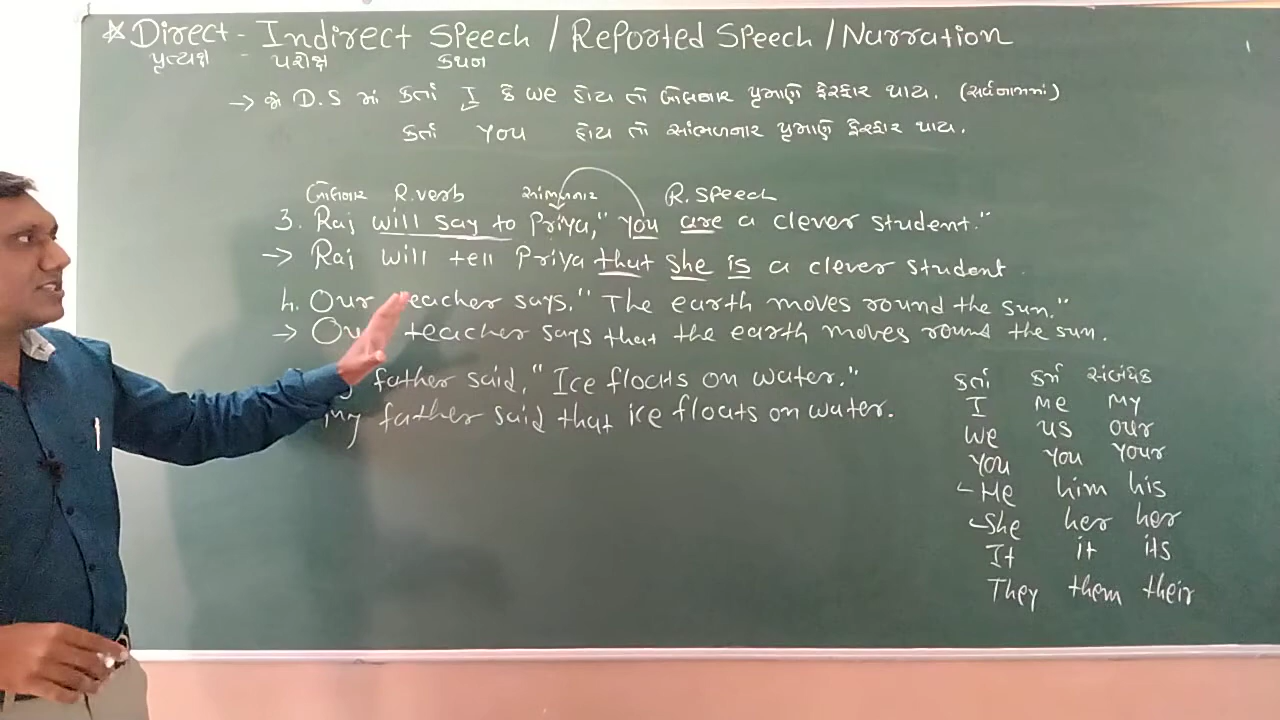 * Direct - Indirect Speech / Reported Speech / Narration
પ્રત્યક્ષ - પરોક્ષ કથન
→ જો D.S માં કર્તા I કે we હોય તો બોલનાર પ્રમાણે ફેરફાર થાય. (સર્વનામનાં)
કર્તા you હોય તો સાંભળનાર પ્રમાણે ફેરફાર થાય.
બોલનાર R. verb સાંભળનાર R. Speech
3. Raj will say to Priya, "You are a clever student."
→ Raj will tell Priya that she is a clever student.
4. Our teacher says, "The earth moves round the sun."
→ Our teacher says that the earth moves round the sun.
father said, "Ice floats on water."
my father said that ice floats on water.
કર્તા કર્મ સંબંધક
I me my
we us our
you you your
He him his
She her her
It it its
They them their